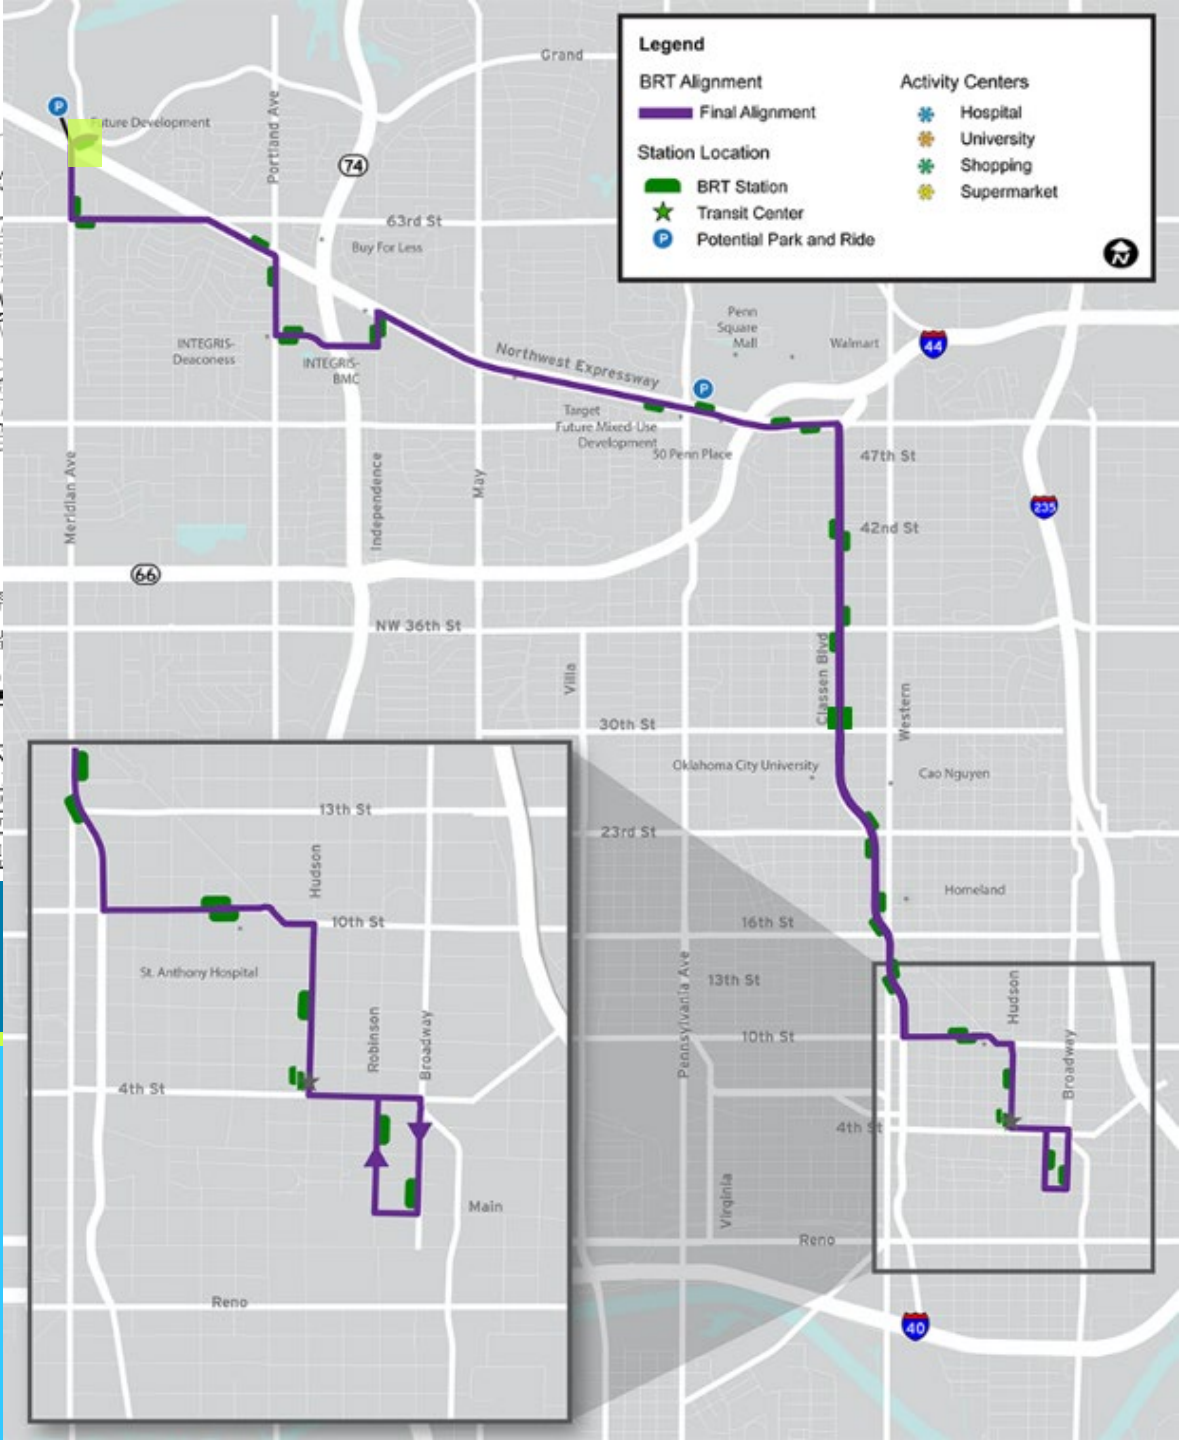 Legend
BRT Alignment
Final Alignment
Station Location
BRT Station
Transit Center
P
Potential Park and Ride
Activity Centers
Hospital
University
Shopping
Supermarket
N
Grand
P
Future Development
Portland Ave
74
63rd St
Buy For Less
INTEGRIS-
Deaconess
INTEGRIS-
BMC
Northwest Expressway
Penn
Square
Mall
Walmart
44
P
Target
Future Mixed-Use
Development
50 Penn Place
47th St
Meridian Ave
Independence
May
42nd St
235
66
NW 36th St
Villa
Classen Blvd
Western
30th St
Oklahoma City University
Cao Nguyen
23rd St
Homeland
16th St
Pennsylvania Ave
13th St
Hudson
10th St
Broadway
4th St
Virginia
Reno
40
13th St
Hudson
10th St
St. Anthony Hospital
Robinson
Broadway
4th St
Main
Reno